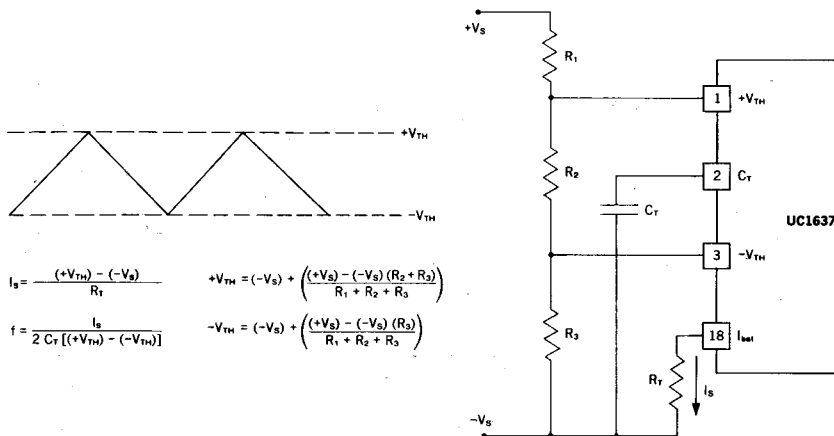 +V_TH
−V_TH
I_S = ((+V_TH) − (−V_S)) / R_T
+V_TH = (−V_S) + ( ((+V_S) − (−V_S) (R_2 + R_3)) / (R_1 + R_2 + R_3) )
f = I_S / (2 C_T [(+V_TH) − (−V_TH)])
−V_TH = (−V_S) + ( ((+V_S) − (−V_S) (R_3)) / (R_1 + R_2 + R_3) )
+V_S
R_1
1 +V_TH
R_2
2 C_T
C_T
UC1637
3 −V_TH
R_3
18 I_set
R_T
I_S
−V_S